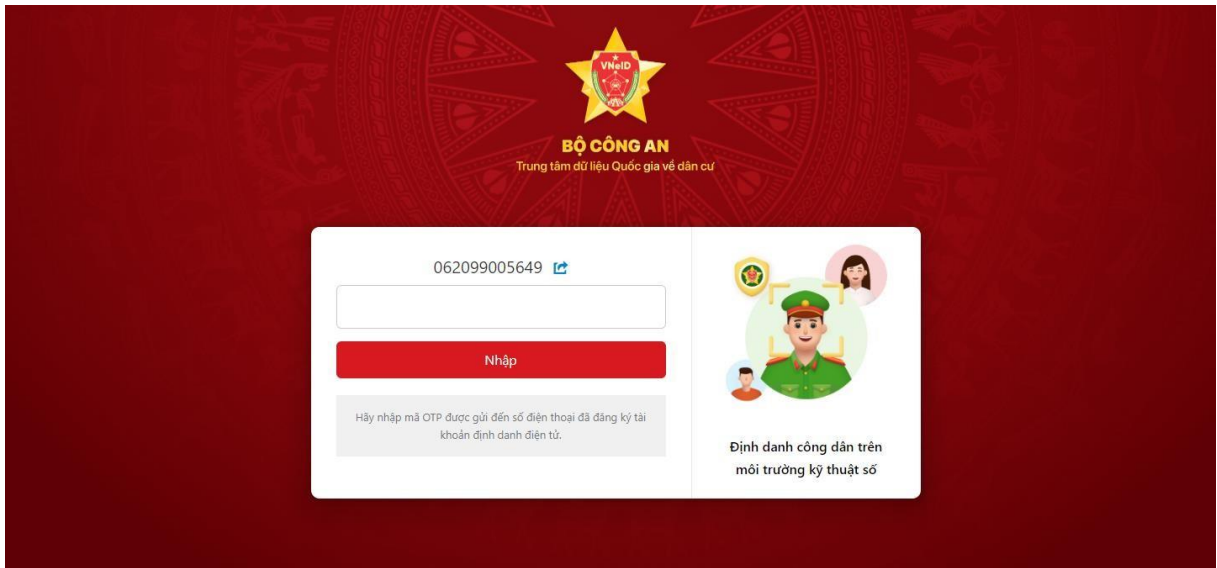 VNeID
BỘ CÔNG AN
Trung tâm dữ liệu Quốc gia về dân cư
062099005649
Nhập
Hãy nhập mã OTP được gửi đến số điện thoại đã đăng ký tài
khoản định danh điện tử.
Định danh công dân trên
môi trường kỹ thuật số